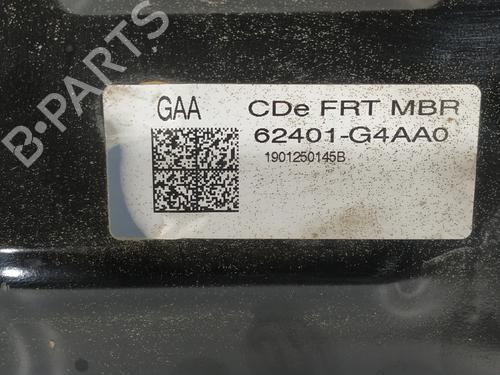 B-PARTS
GAA
CDe FRT MBR
62401-G4AA0
1901250145B